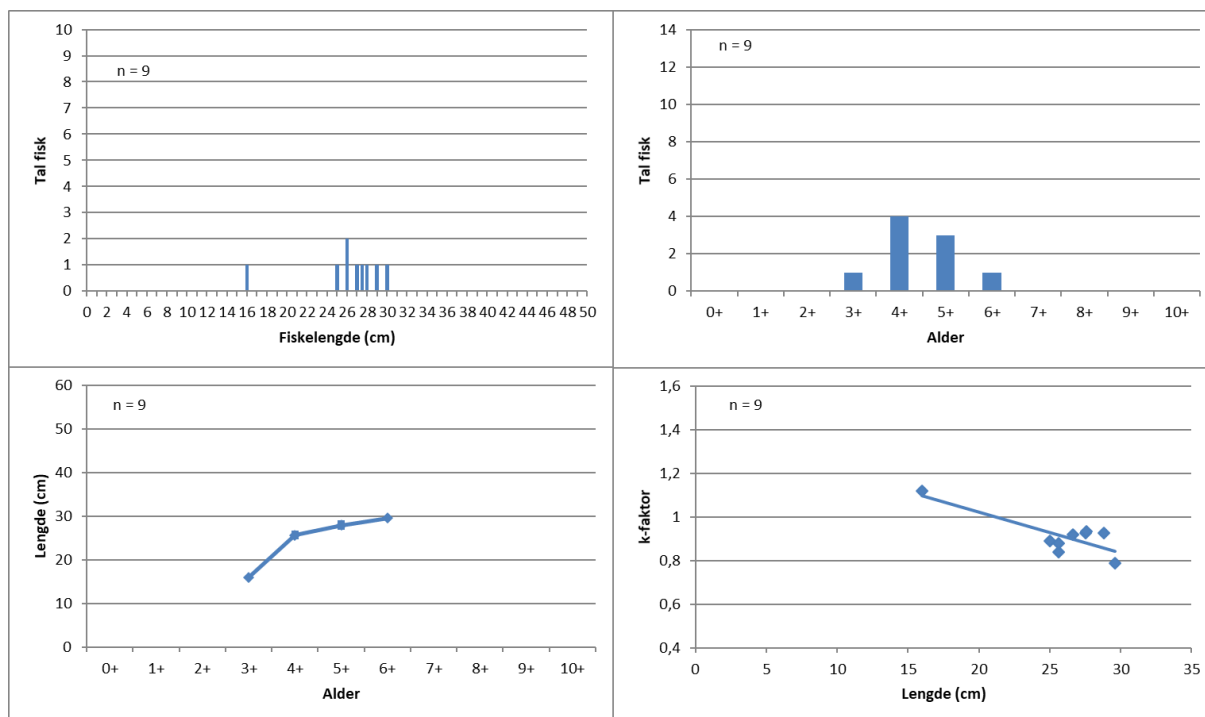 10
9
8
7
6
5
4
3
2
1
0
n = 9
Tal fisk
0 2 4 6 8 10 12 14 16 18 20 22 24 26 28 30 32 34 36 38 40 42 44 46 48 50
Fiskelengde (cm)
14
12
10
8
6
4
2
0
n = 9
Tal fisk
0+ 1+ 2+ 3+ 4+ 5+ 6+ 7+ 8+ 9+ 10+
Alder
60
50
40
30
20
10
0
n = 9
Lengde (cm)
0+ 1+ 2+ 3+ 4+ 5+ 6+ 7+ 8+ 9+ 10+
Alder
1,6
1,4
1,2
1
0,8
0,6
0,4
n = 9
k-faktor
0 5 10 15 20 25 30 35
Lengde (cm)